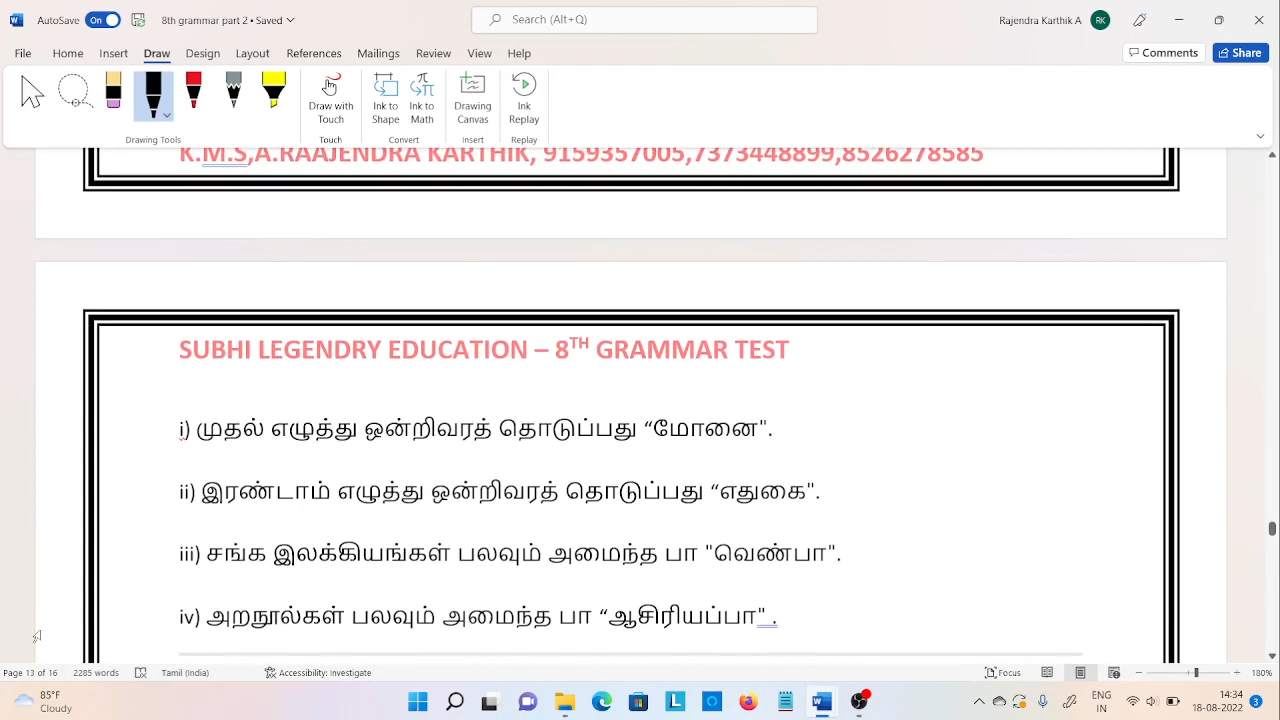 AutoSave On 8th grammar part 2 • Saved Search (Alt+Q) Rajendra Karthik A RK
File Home Insert Draw Design Layout References Mailings Review View Help Comments Share
Draw with Touch Ink to Shape Ink to Math Drawing Canvas Ink Replay
Drawing Tools Touch Convert Insert Replay
K.M.S,A.RAAJENDRA KARTHIK, 9159357005,7373448899,8526278585
SUBHI LEGENDRY EDUCATION – 8TH GRAMMAR TEST
i) முதல் எழுத்து ஒன்றிவரத் தொடுப்பது “மோனை".
ii) இரண்டாம் எழுத்து ஒன்றிவரத் தொடுப்பது “எதுகை".
iii) சங்க இலக்கியங்கள் பலவும் அமைந்த பா "வெண்பா".
iv) அறநூல்கள் பலவும் அமைந்த பா “ஆசிரியப்பா" .
Page 13 of 16 2285 words Tamil (India) Accessibility: Investigate Focus 180%
85°F Cloudy ENG IN 14:34 18-08-2022 3